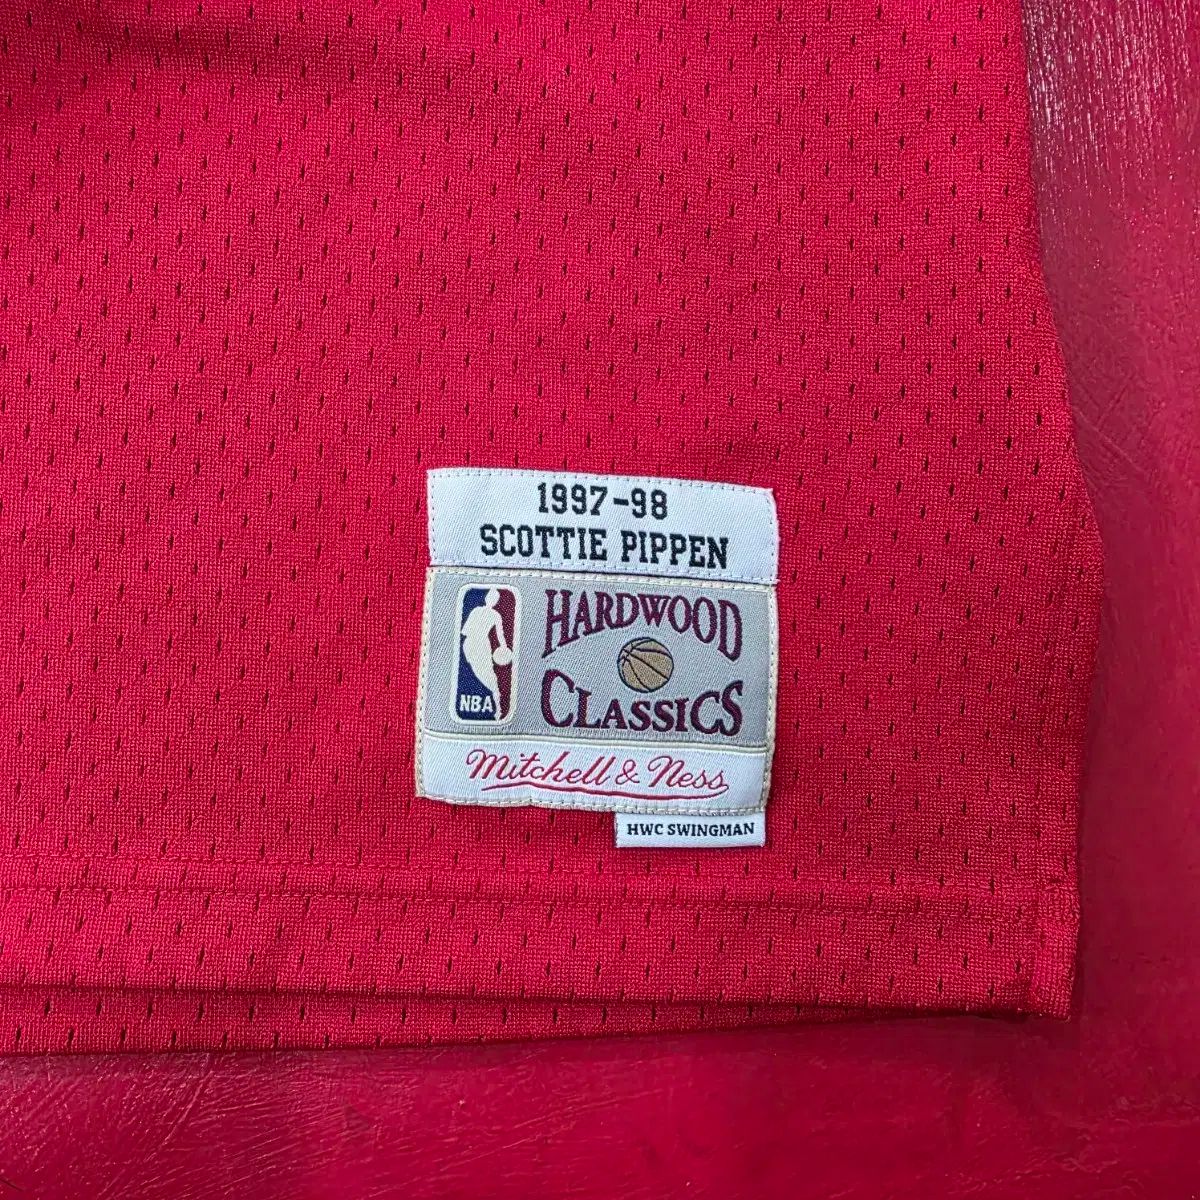 1997-98
SCOTTIE PIPPEN
HARDWOOD
CLASSICS
NBA
Mitchell & Ness
HWC SWINGMAN